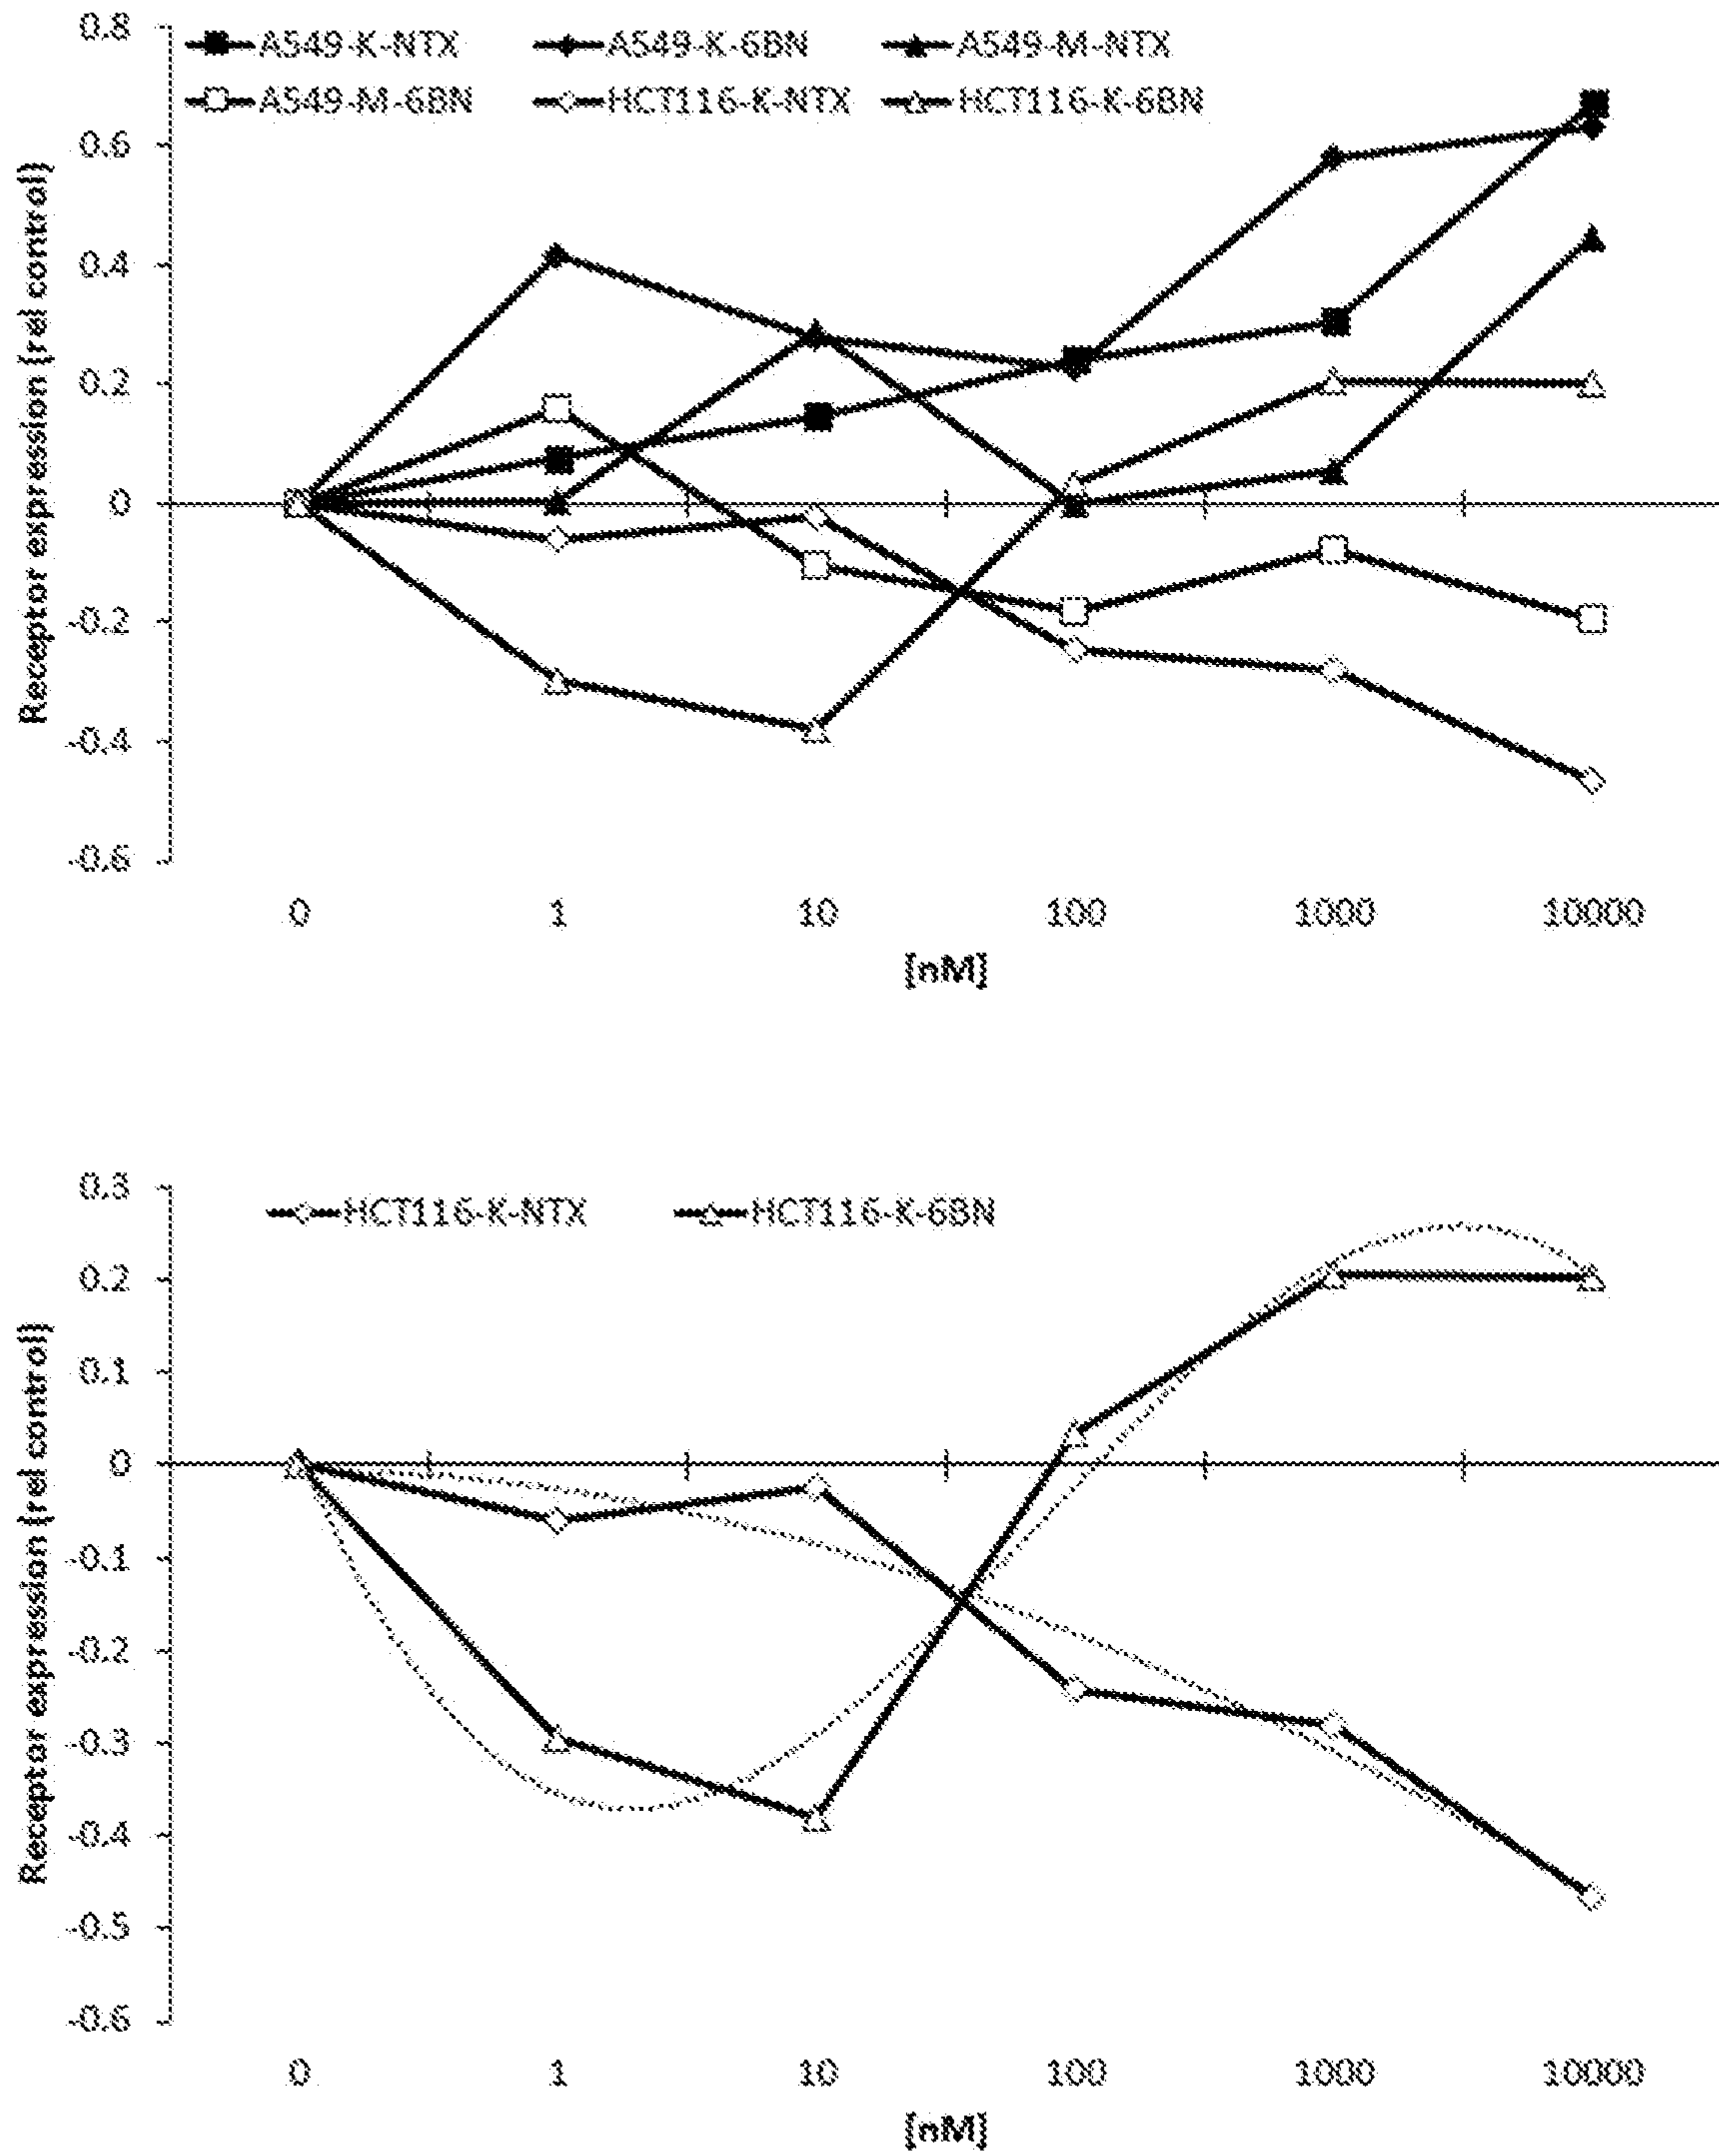 Receptor expression [rel control]
0.8
0.6
0.4
0.2
0
-0.2
-0.4
-0.6
A549-K-NTX A549-K-6BN A549-M-NTX
A549-M-6BN HCT116-K-NTX HCT116-K-6BN
0 1 10 100 1000 10000
[nM]
Receptor expression [rel control]
0.3
0.2
0.1
0
-0.1
-0.2
-0.3
-0.4
-0.5
-0.6
HCT116-K-NTX HCT116-K-6BN
0 1 10 100 1000 10000
[nM]